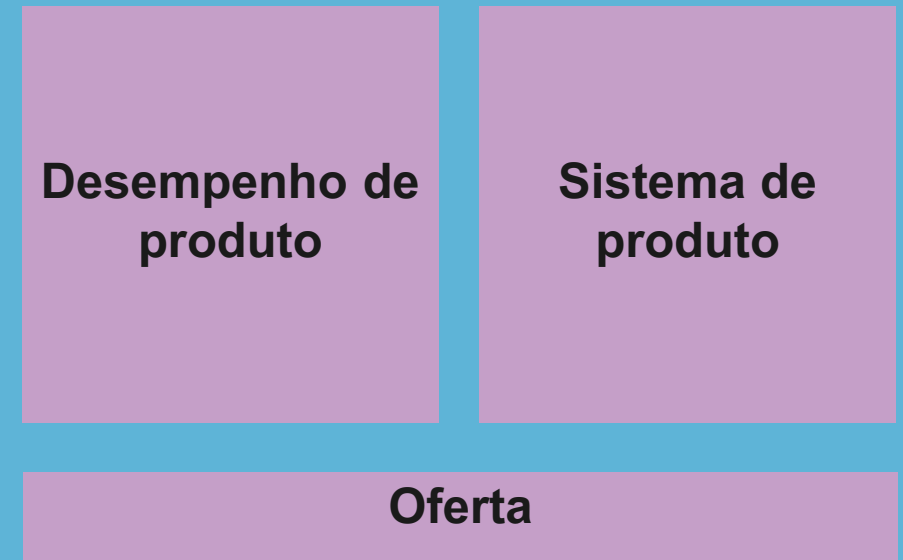 Desempenho de
produto
Sistema de
produto
Oferta